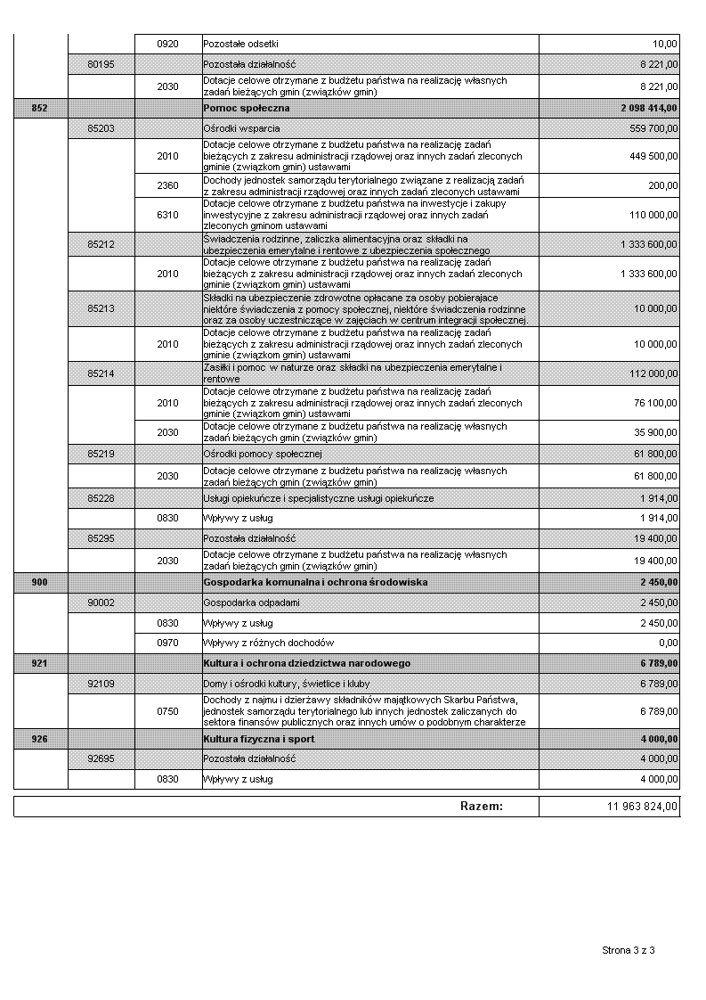 0920 Pozostałe odsetki 10,00
80195 Pozostała działalność 8 221,00
2030 Dotacje celowe otrzymane z budżetu państwa na realizację własnych
zadań bieżących gmin (związków gmin) 8 221,00
852 Pomoc społeczna 2 098 414,00
85203 Ośrodki wsparcia 559 700,00
Dotacje celowe otrzymane z budżetu państwa na realizację zadań
2010 bieżących z zakresu administracji rządowej oraz innych zadań zleconych 449 500,00
gminie (związkom gmin) ustawami
2360 Dochody jednostek samorządu terytorialnego związane z realizacją zadań 200,00
z zakresu administracji rządowej oraz innych zadań zleconych ustawami
Dotacje celowe otrzymane z budżetu państwa na inwestycje i zakupy
6310 inwestycyjne z zakresu administracji rządowej oraz innych zadań 110 000,00
zleconych gminom ustawami
85212 Świadczenia rodzinne, zaliczka alimentacyjna oraz składki na 1 333 600,00
ubezpieczenia emerytalne i rentowe z ubezpieczenia społecznego
Dotacje celowe otrzymane z budżetu państwa na realizację zadań
2010 bieżących z zakresu administracji rządowej oraz innych zadań zleconych 1 333 600,00
gminie (związkom gmin) ustawami
Składki na ubezpieczenie zdrowotne opłacane za osoby pobierajace
85213 niektóre świadczenia z pomocy społecznej, niektóre świadczenia rodzinne 10 000,00
oraz za osoby uczestniczące w zajęciach w centrum integracji społecznej.
Dotacje celowe otrzymane z budżetu państwa na realizację zadań
2010 bieżących z zakresu administracji rządowej oraz innych zadań zleconych 10 000,00
gminie (związkom gmin) ustawami
85214 Zasiłki i pomoc w naturze oraz składki na ubezpieczenia emerytalne i 112 000,00
rentowe
Dotacje celowe otrzymane z budżetu państwa na realizację zadań
2010 bieżących z zakresu administracji rządowej oraz innych zadań zleconych 76 100,00
gminie (związkom gmin) ustawami
2030 Dotacje celowe otrzymane z budżetu państwa na realizację własnych 35 900,00
zadań bieżących gmin (związków gmin)
85219 Ośrodki pomocy społecznej 61 800,00
2030 Dotacje celowe otrzymane z budżetu państwa na realizację własnych 61 800,00
zadań bieżących gmin (związków gmin)
85228 Usługi opiekuńcze i specjalistyczne usługi opiekuńcze 1 914,00
0830 Wpływy z usług 1 914,00
85295 Pozostała działalność 19 400,00
2030 Dotacje celowe otrzymane z budżetu państwa na realizację własnych 19 400,00
zadań bieżących gmin (związków gmin)
900 Gospodarka komunalna i ochrona środowiska 2 450,00
90002 Gospodarka odpadami 2 450,00
0830 Wpływy z usług 2 450,00
0970 Wpływy z różnych dochodów 0,00
921 Kultura i ochrona dziedzictwa narodowego 6 789,00
92109 Domy i ośrodki kultury, świetlice i kluby 6 789,00
Dochody z najmu i dzierżawy składników majątkowych Skarbu Państwa,
0750 jednostek samorządu terytorialnego lub innych jednostek zaliczanych do 6 789,00
sektora finansów publicznych oraz innych umów o podobnym charakterze
926 Kultura fizyczna i sport 4 000,00
92695 Pozostała działalność 4 000,00
0830 Wpływy z usług 4 000,00
Razem: 11 963 824,00
Strona 3 z 3